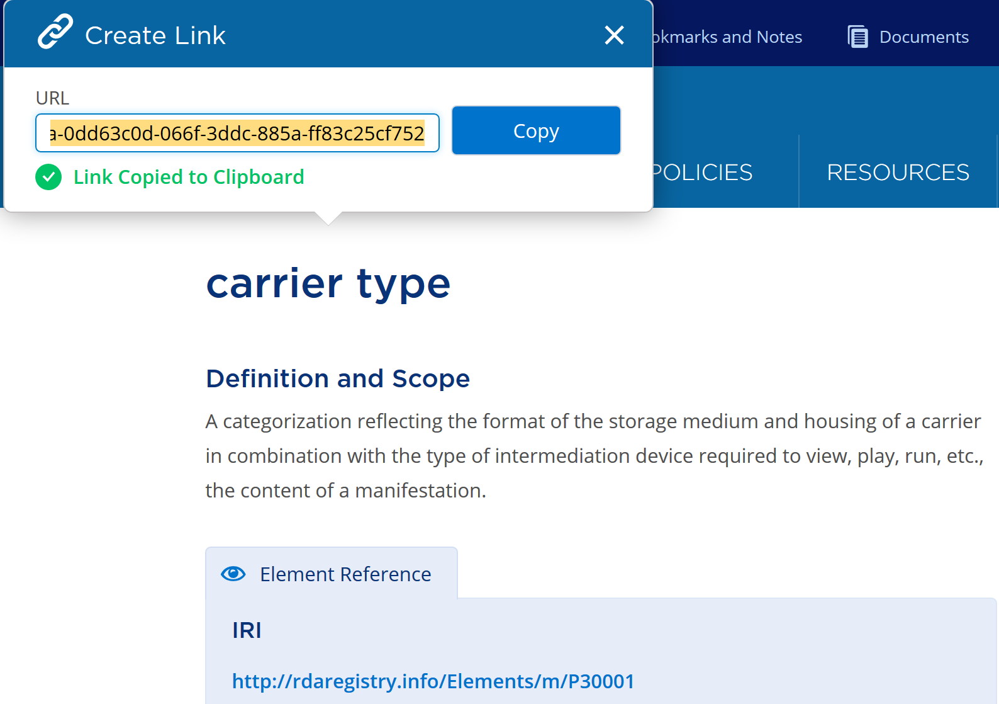 Create Link
okmarks and Notes
Documents
URL
a-0dd63c0d-066f-3ddc-885a-ff83c25cf752
Copy
Link Copied to Clipboard
POLICIES
RESOURCES
carrier type
Definition and Scope
A categorization reflecting the format of the storage medium and housing of a carrier
in combination with the type of intermediation device required to view, play, run, etc.,
the content of a manifestation.
Element Reference
IRI
http://rdaregistry.info/Elements/m/P30001